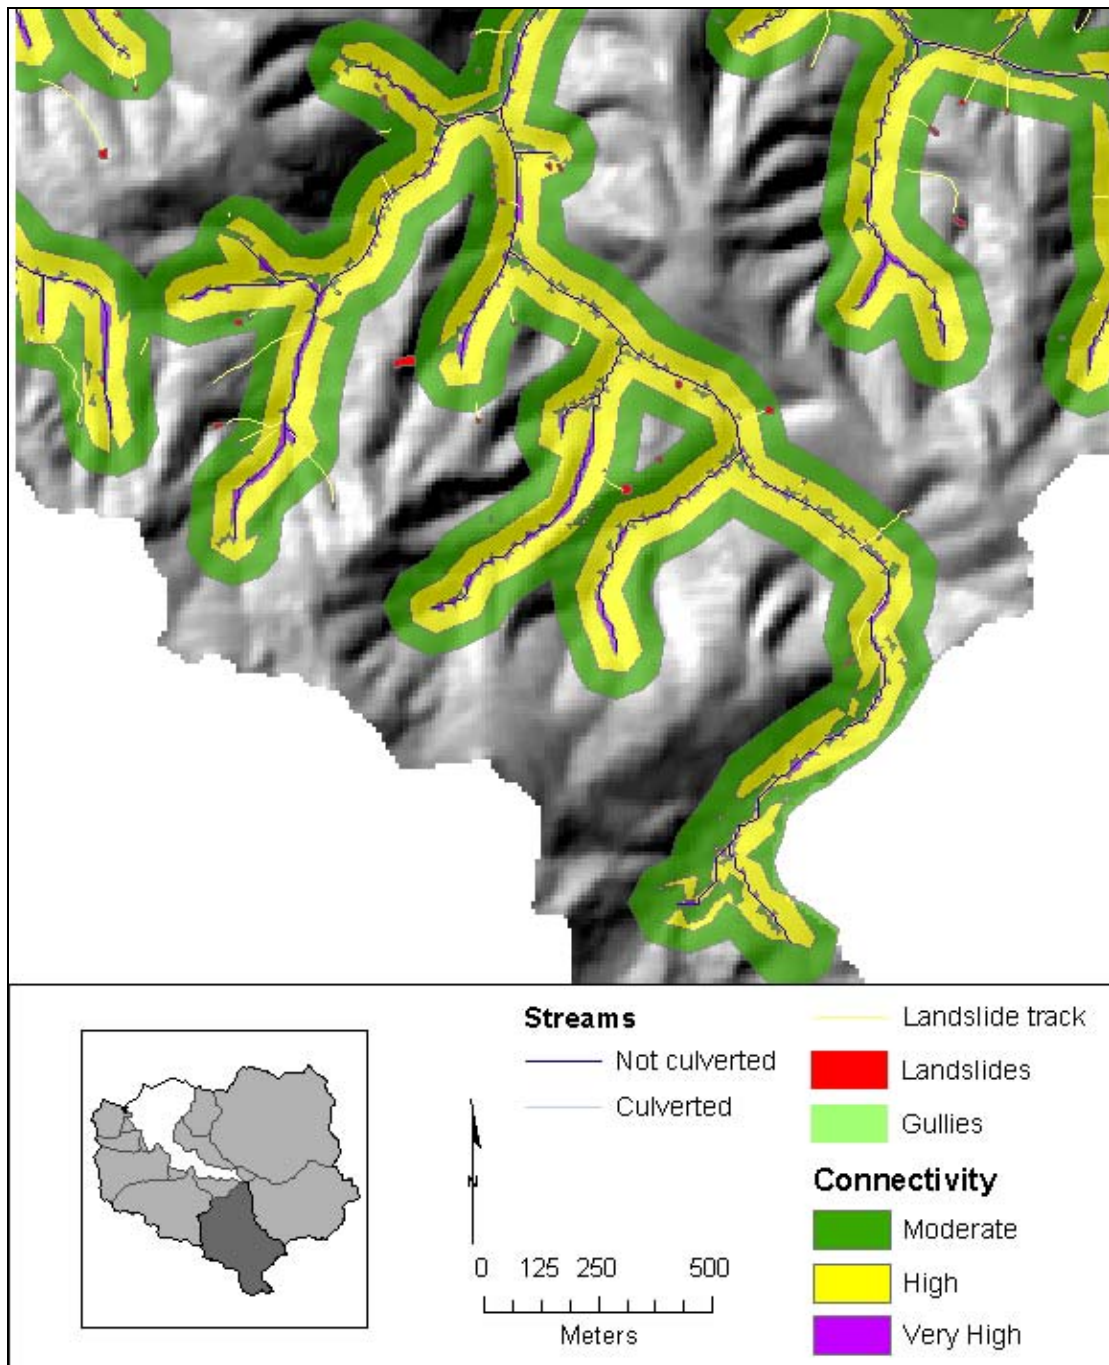 Streams
Not culverted
Culverted
N
0 125 250 500
Meters
Landslide track
Landslides
Gullies
Connectivity
Moderate
High
Very High